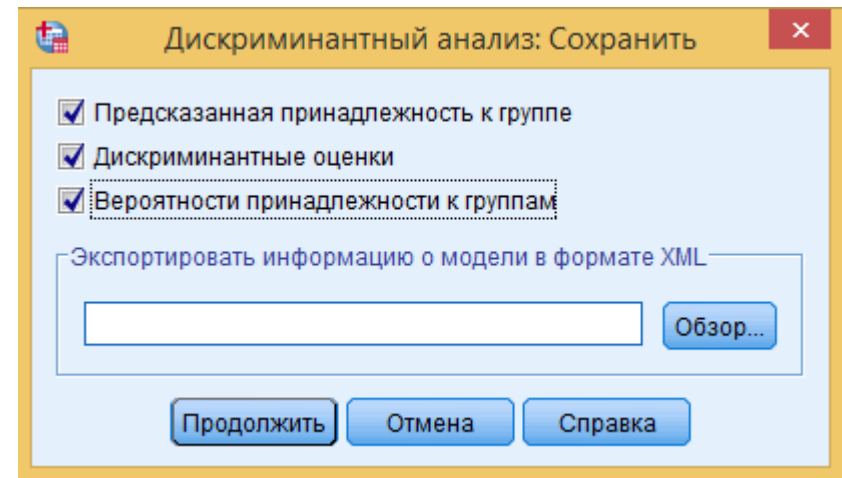 Дискриминантный анализ: Сохранить
Предсказанная принадлежность к группе
Дискриминантные оценки
Вероятности принадлежности к группам
Экспортировать информацию о модели в формате XML
Обзор...
Продолжить Отмена Справка